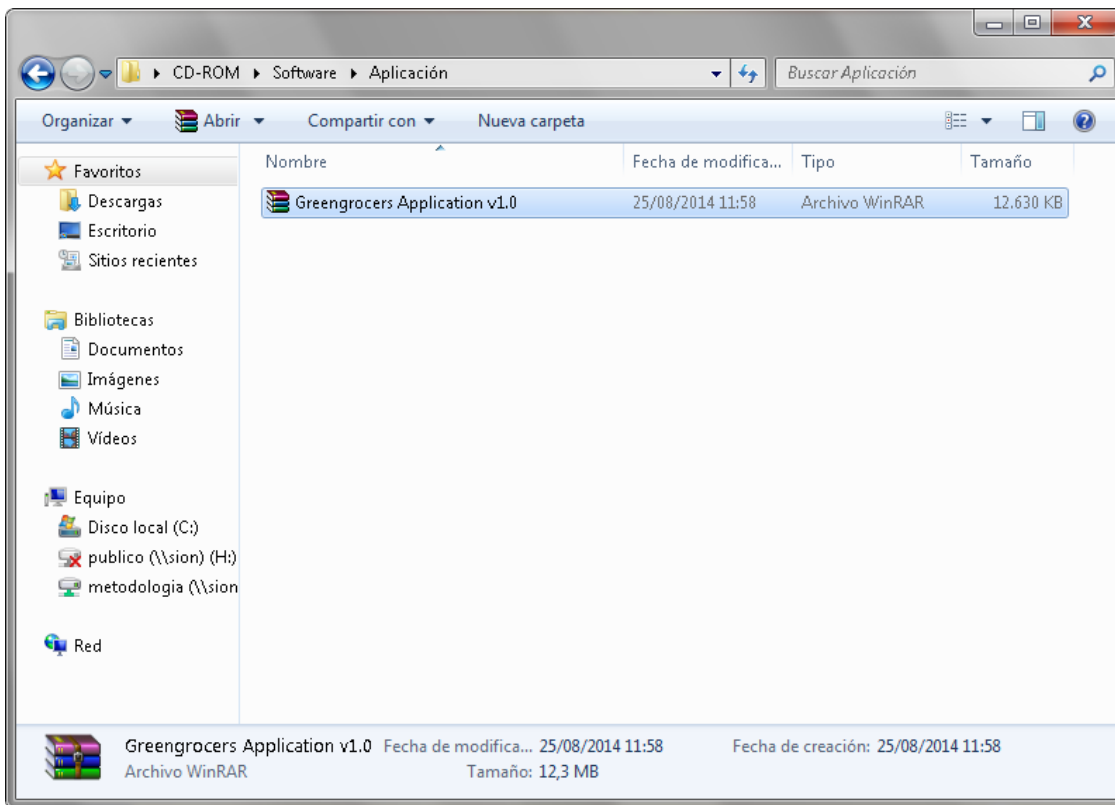 CD-ROM Software Aplicación Buscar Aplicación
Organizar Abrir Compartir con Nueva carpeta
Favoritos
Descargas
Escritorio
Sitios recientes
Bibliotecas
Documentos
Imágenes
Música
Vídeos
Equipo
Disco local (C:)
publico (\\sion) (H:)
metodologia (\\sion
Red
Nombre Fecha de modifica... Tipo Tamaño
Greengrocers Application v1.0 25/08/2014 11:58 Archivo WinRAR 12.630 KB
Greengrocers Application v1.0 Fecha de modifica... 25/08/2014 11:58 Fecha de creación: 25/08/2014 11:58
Archivo WinRAR Tamaño: 12,3 MB